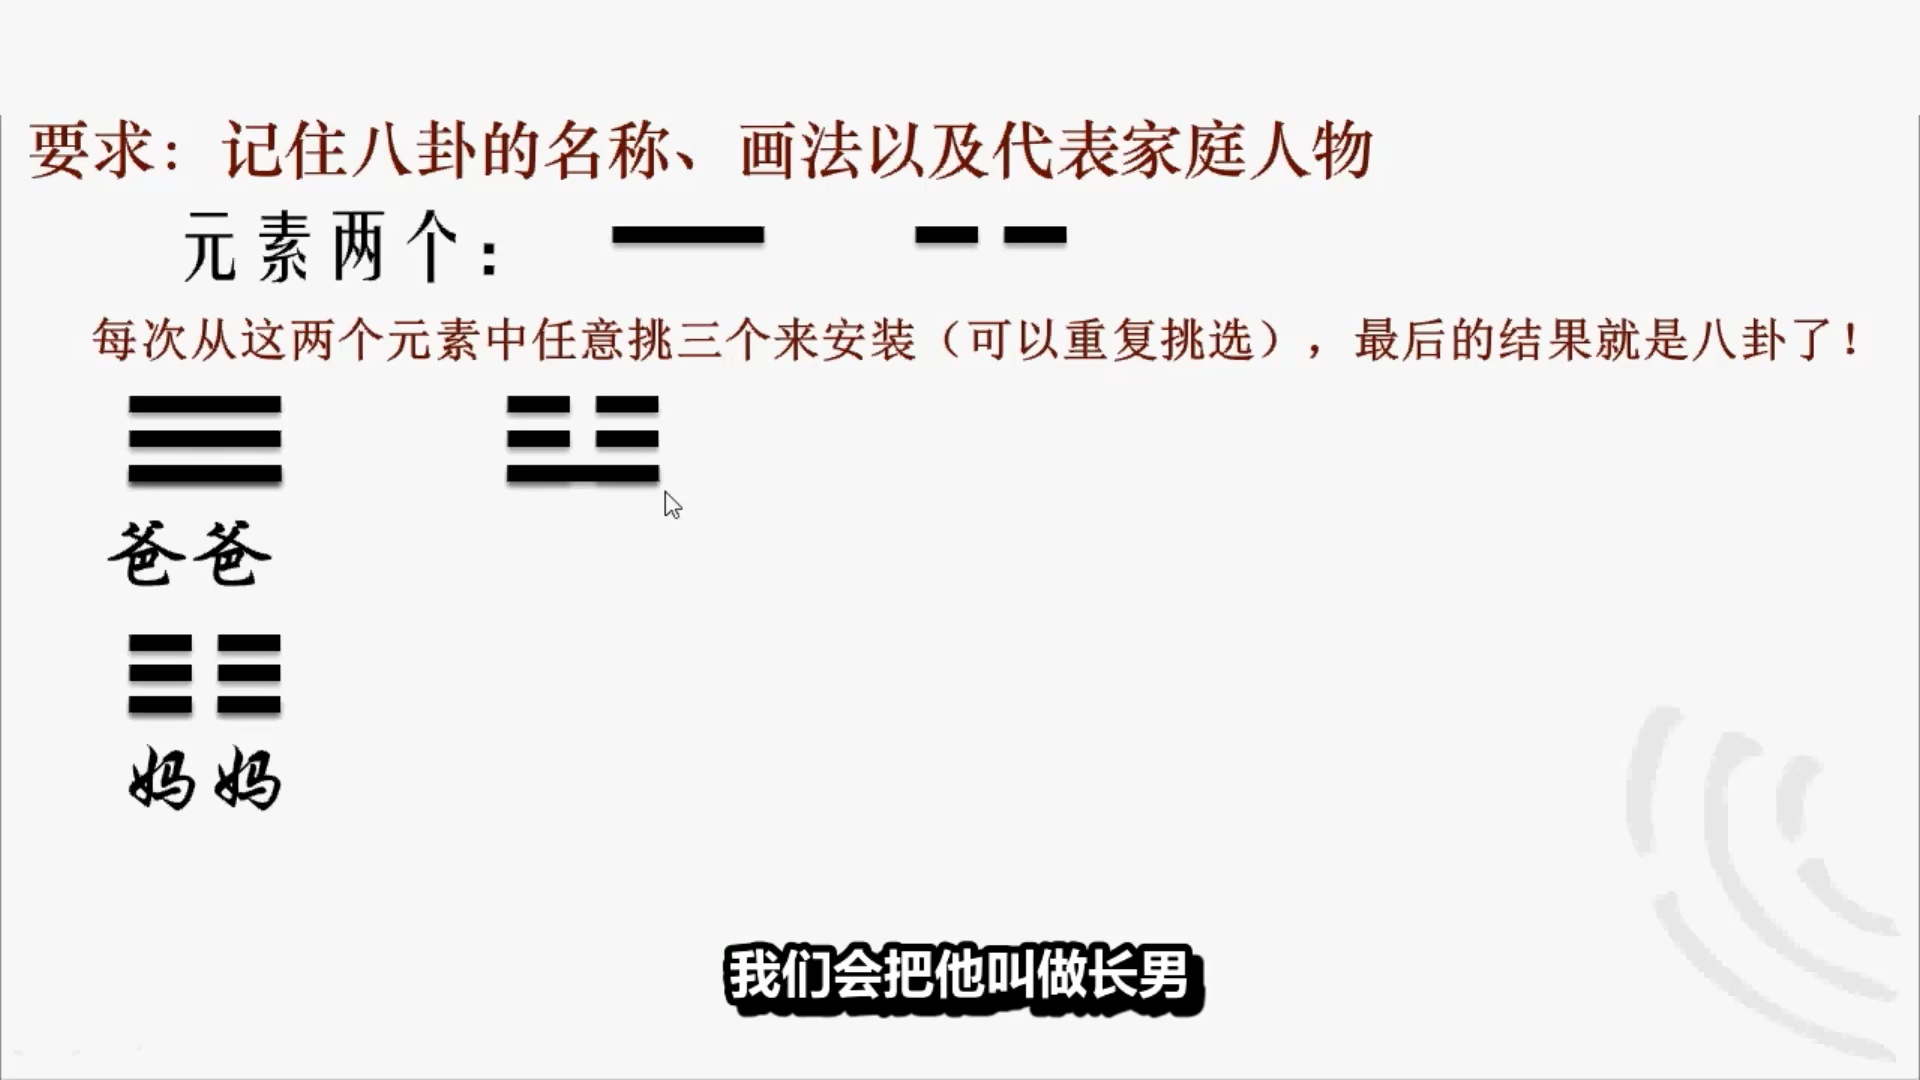 要求：记住八卦的名称、画法以及代表家庭人物
元素两个：
每次从这两个元素中任意挑三个来安装（可以重复挑选），最后的结果就是八卦了！
爸爸
妈妈
我们会把他叫做长男